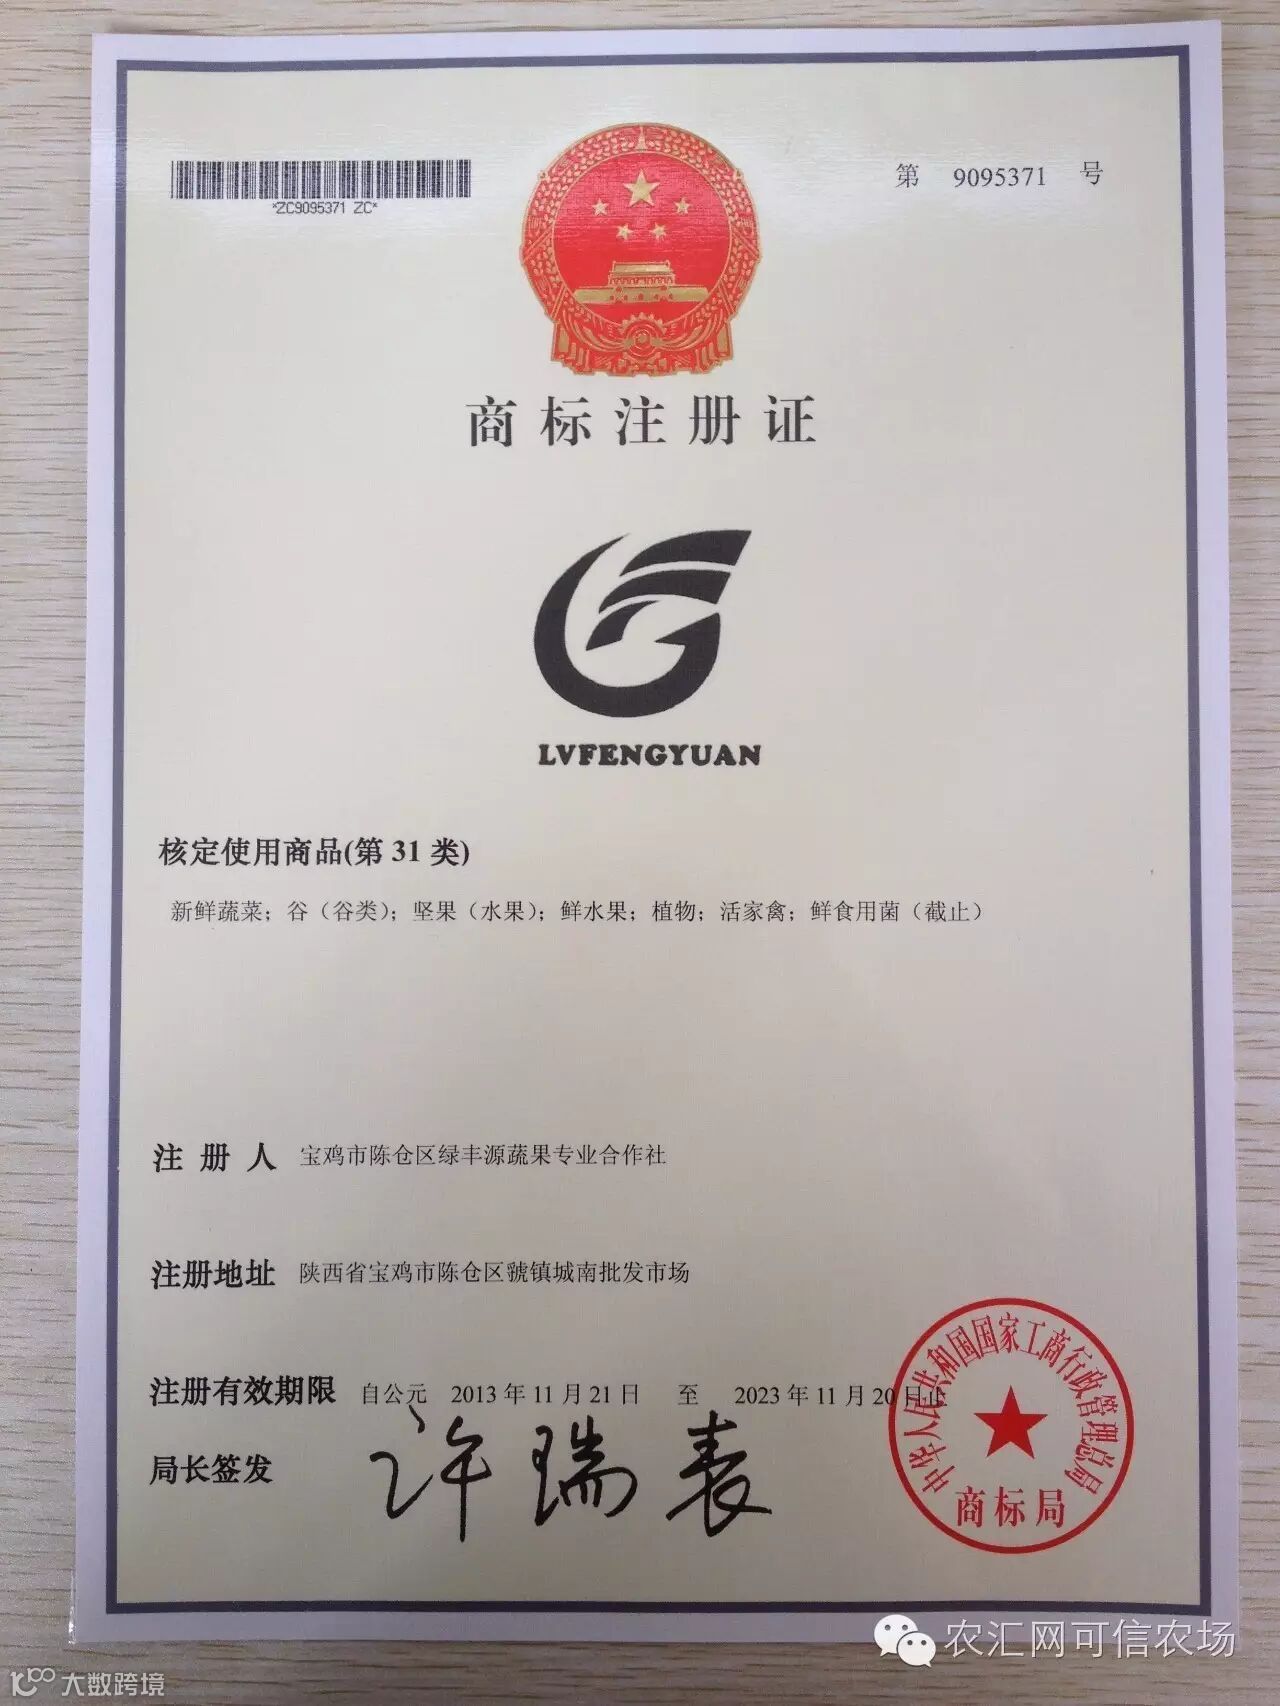 *ZC9095371 ZC*
第 9095371 号
商标注册证
LVFENGYUAN
核定使用商品(第 31 类)
新鲜蔬菜；谷（谷类）；坚果（水果）；鲜水果；植物；活家禽；鲜食用菌（截止）
注册人 宝鸡市陈仓区绿丰源蔬果专业合作社
注册地址 陕西省宝鸡市陈仓区虢镇城南批发市场
注册有效期限 自公元 2013 年 11 月 21 日 至 2023 年 11 月 20 日止
局长签发 许瑞表
中华人民共和国国家工商行政管理总局
商标局
农汇网可信农场
大数跨境